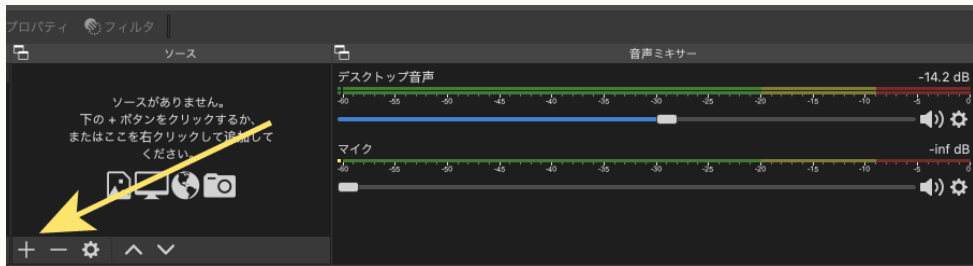 プロパティ フィルタ
ソース
音声ミキサー
ソースがありません。
下の + ボタンをクリックするか、
またはここを右クリックして追加して
ください。
デスクトップ音声 -14.2 dB
-60 -55 -50 -45 -40 -35 -30 -25 -20 -15 -10 -5 0
マイク -inf dB
-60 -55 -50 -45 -40 -35 -30 -25 -20 -15 -10 -5 0